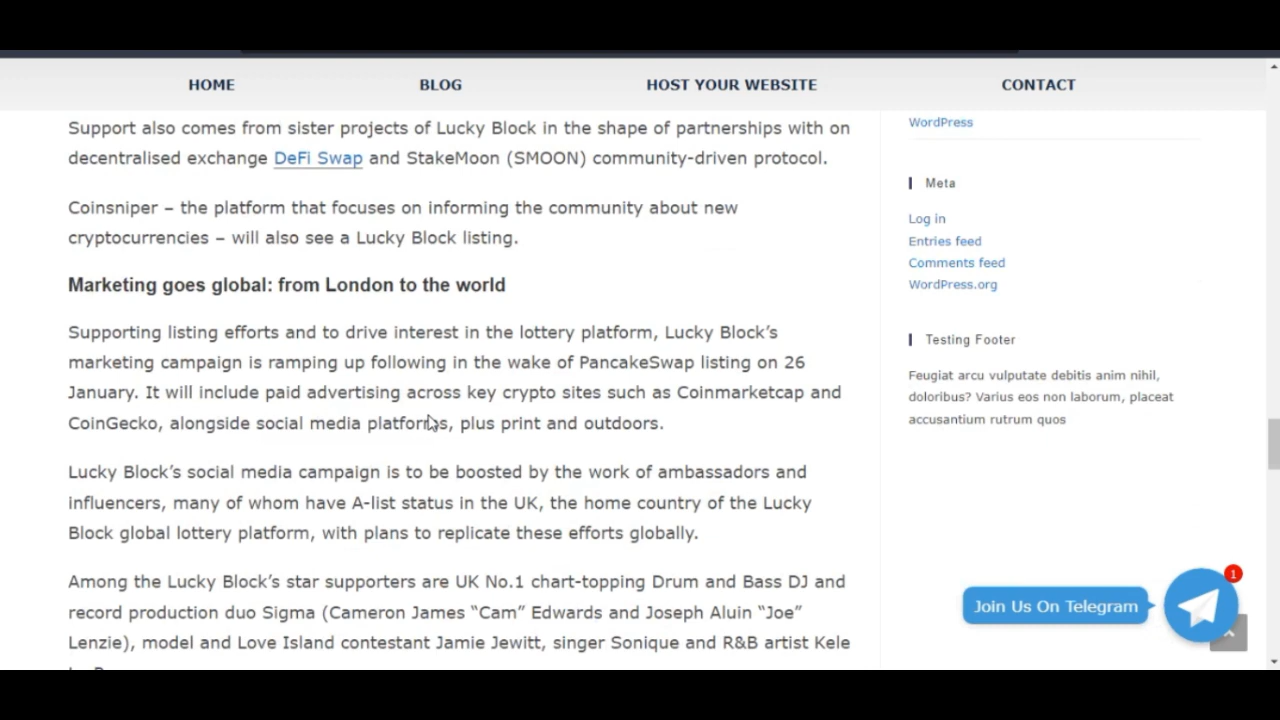 HOME BLOG HOST YOUR WEBSITE CONTACT
Support also comes from sister projects of Lucky Block in the shape of partnerships with on
decentralised exchange DeFi Swap and StakeMoon (SMOON) community-driven protocol.
Coinsniper – the platform that focuses on informing the community about new
cryptocurrencies – will also see a Lucky Block listing.
Marketing goes global: from London to the world
Supporting listing efforts and to drive interest in the lottery platform, Lucky Block’s
marketing campaign is ramping up following in the wake of PancakeSwap listing on 26
January. It will include paid advertising across key crypto sites such as Coinmarketcap and
CoinGecko, alongside social media platforms, plus print and outdoors.
Lucky Block’s social media campaign is to be boosted by the work of ambassadors and
influencers, many of whom have A-list status in the UK, the home country of the Lucky
Block global lottery platform, with plans to replicate these efforts globally.
Among the Lucky Block’s star supporters are UK No.1 chart-topping Drum and Bass DJ and
record production duo Sigma (Cameron James “Cam” Edwards and Joseph Aluin “Joe”
Lenzie), model and Love Island contestant Jamie Jewitt, singer Sonique and R&B artist Kele
WordPress
Meta
Log in
Entries feed
Comments feed
WordPress.org
Testing Footer
Feugiat arcu vulputate debitis anim nihil,
doloribus? Varius eos non laborum, placeat
accusantium rutrum quos
1
Join Us On Telegram